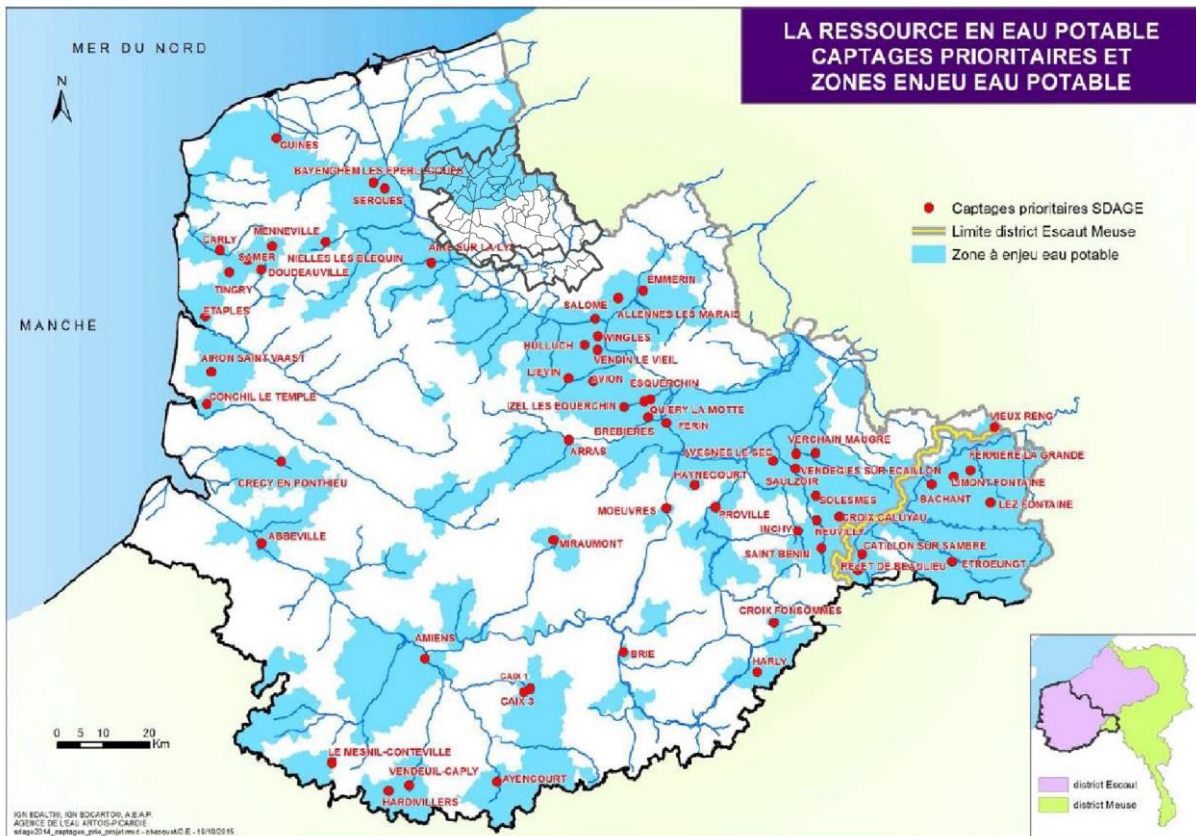 LA RESSOURCE EN EAU POTABLE
CAPTAGES PRIORITAIRES ET
ZONES ENJEU EAU POTABLE
MER DU NORD
N
MANCHE
Captages prioritaires SDAGE
Limite district Escaut Meuse
Zone à enjeu eau potable
GUINES
BAYENGHEM LES EPERLECQUES
SERQUES
MENNEVILLE
CARLY
NIELLES LES BLEQUIN
SAMER
DOUDEAUVILLE
AIRE SUR LA LYS
TINGRY
ETAPLES
EMMERIN
SALOME
ALLENNES LES MARAIS
WINGLES
HULLUCH
VENDIN LE VIEIL
AIRON SAINT VAAST
LIEVIN
AVION
CONCHIL LE TEMPLE
ESQUERCHIN
IZEL LES EQUERCHIN
QUIERY LA MOTTE
BREBIERES
FERIN
ARRAS
VIEUX RENG
VERCHAIN MAUGRE
AVESNES LE SEC
FERRIERE LA GRANDE
VENDEGIES SUR ECAILLON
SAULZOIR
LIMONT FONTAINE
HAYNECOURT
BACHANT
CRECY EN PONTHIEU
SOLESMES
LEZ FONTAINE
MOEUVRES
PROVILLE
CROIX CALUYAU
INCHY
NEUVILLY
ABBEVILLE
MIRAUMONT
SAINT BENIN
CATILLON SUR SAMBRE
REJET DE BEAULIEU
ETROEUNGT
CROIX FONSOMMES
AMIENS
BRIE
HARLY
CAIX 1
CAIX 3
LE MESNIL-CONTEVILLE
VENDEUIL-CAPLY
AYENCOURT
HARDIVILLERS
0 5 10 20
Km
district Escaut
district Meuse
IGN BDALTI®, IGN BDCARTO®, A.E.A.P.
AGENCE DE L'EAU ARTOIS-PICARDIE